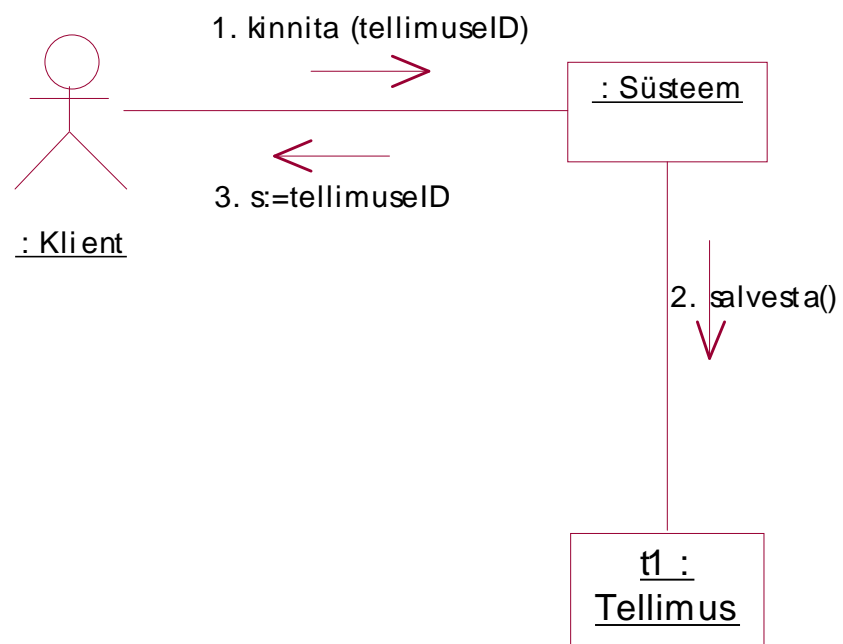 1. kinnita (tellimuseID)
: Süsteem
3. s:=tellimuseID
: Klient
2. salvesta()
t1 :
Tellimus